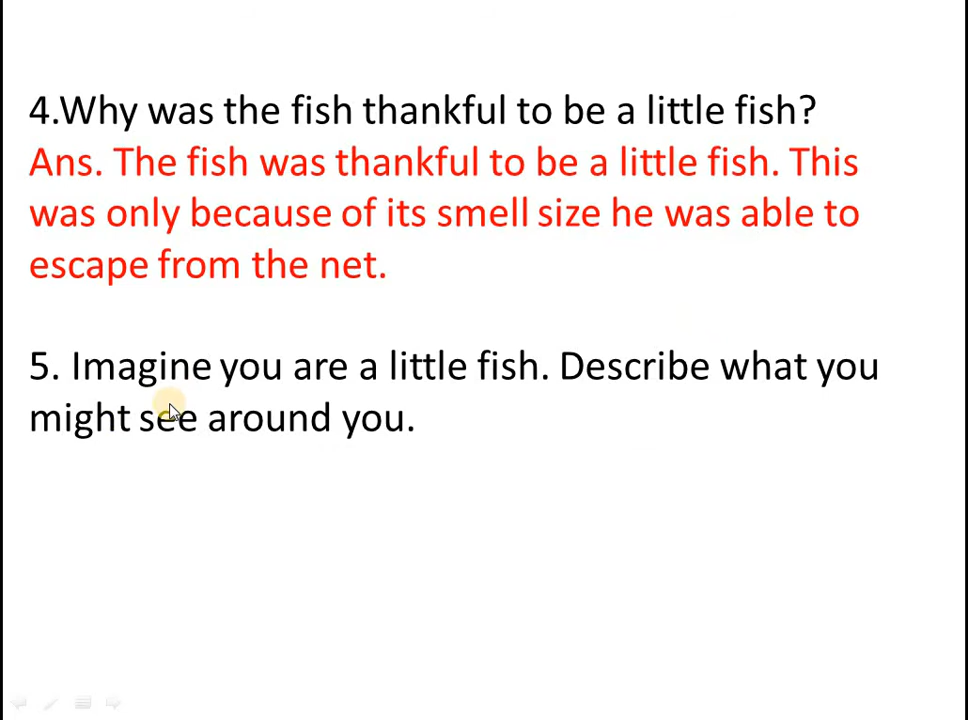 4.Why was the fish thankful to be a little fish?
Ans. The fish was thankful to be a little fish. This
was only because of its smell size he was able to
escape from the net.
5. Imagine you are a little fish. Describe what you
might see around you.